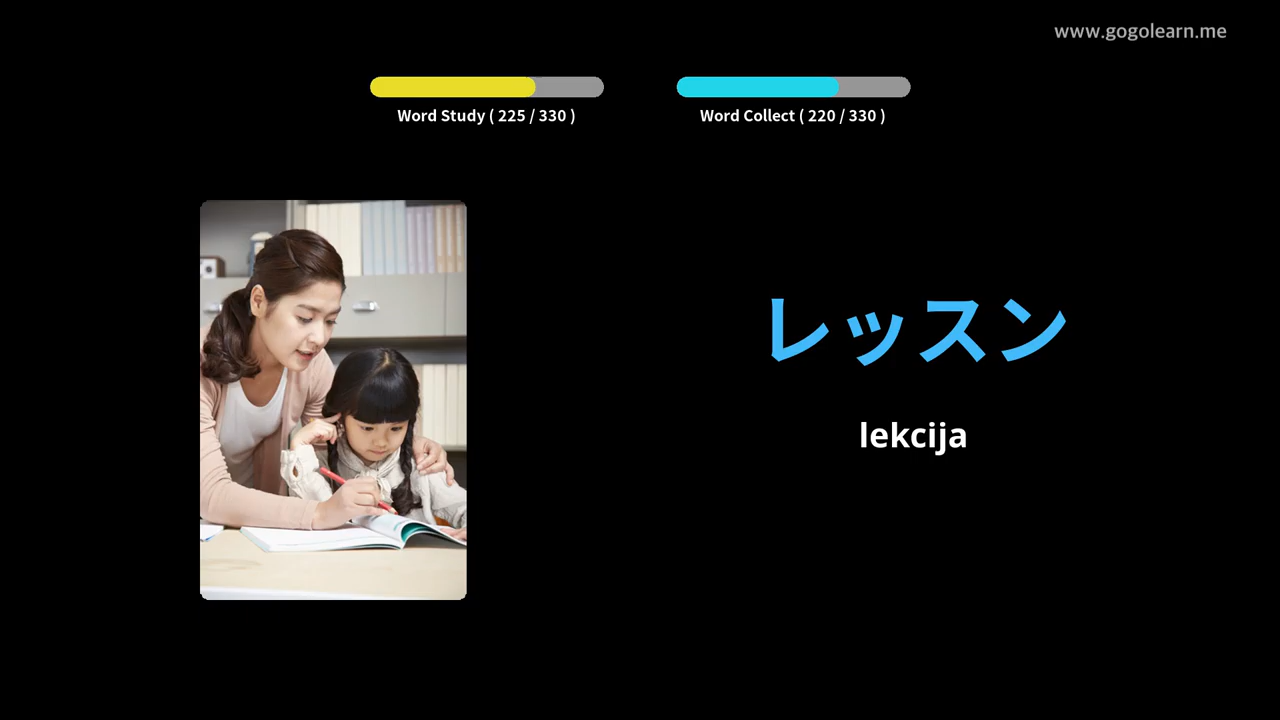 www.gogolearn.me
Word Study ( 225 / 330 )
Word Collect ( 220 / 330 )
レッスン
lekcija